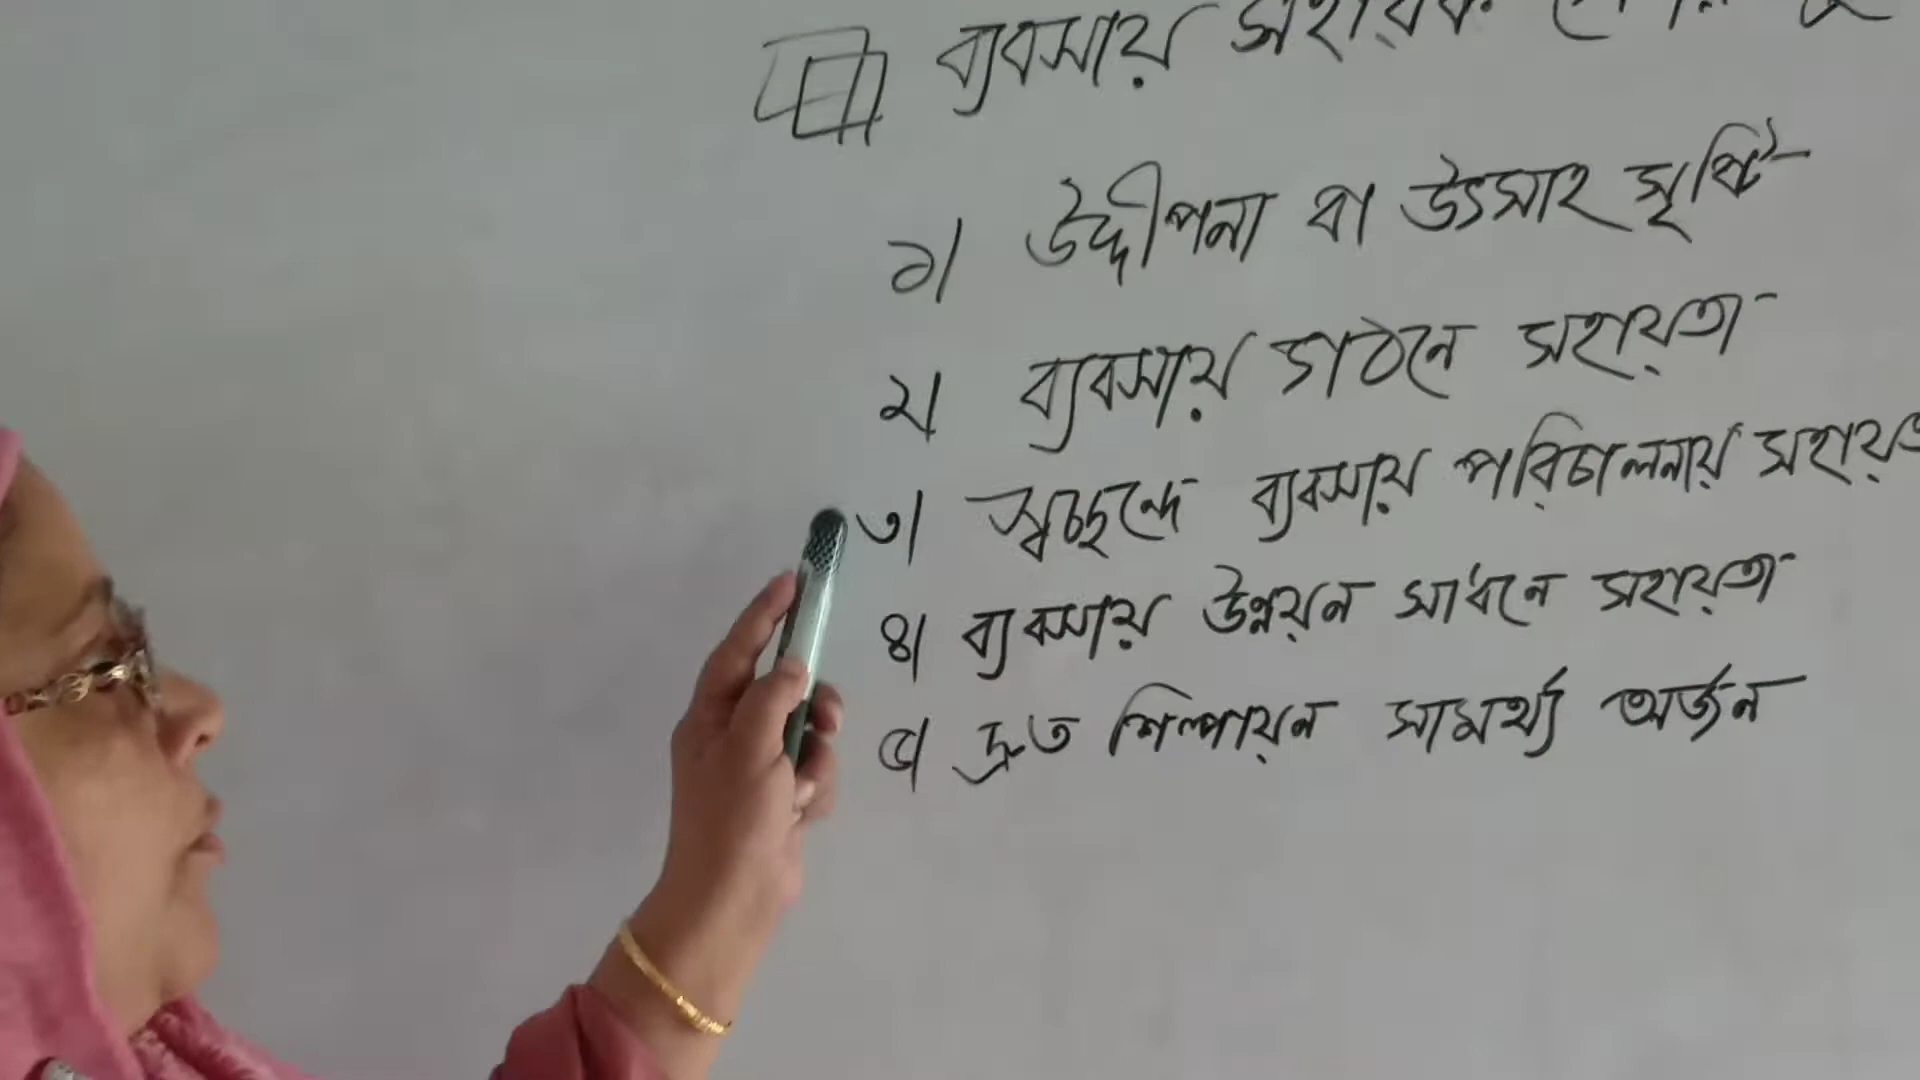 ব্যবসায় সহায়ক
১। উদ্দীপনা বা উৎসাহ সৃষ্টি
২। ব্যবসায় গঠনে সহায়তা
৩। স্বচ্ছন্দে ব্যবসায় পরিচালনায় সহায়ত
৪। ব্যবসায় উন্নয়ন সাধনে সহায়তা
৫। দ্রুত শিল্পায়ন সামর্থ্য অর্জন